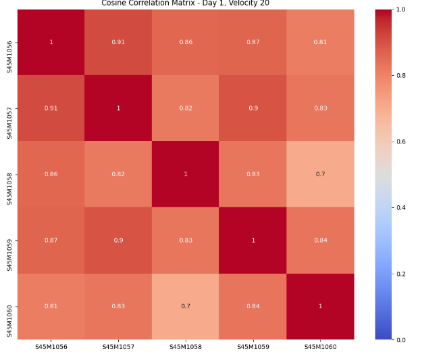 Cosine Correlation Matrix - Day 1, Velocity 20
S45M1056 1 0.91 0.86 0.87 0.81
S45M1057 0.91 1 0.82 0.9 0.83
S45M1058 0.86 0.82 1 0.83 0.7
S45M1059 0.87 0.9 0.83 1 0.84
S45M1060 0.81 0.83 0.7 0.84 1
S45M1056 S45M1057 S45M1058 S45M1059 S45M1060
1.0
0.8
0.6
0.4
0.2
0.0